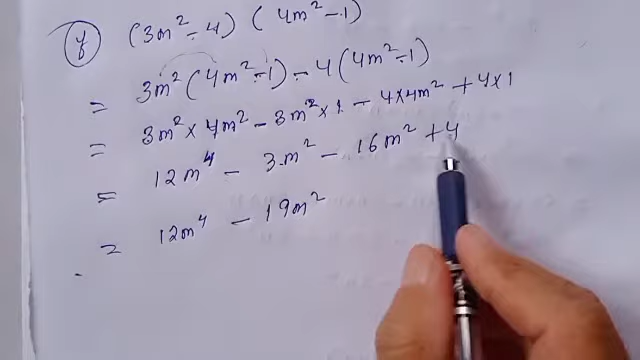 y (3m² - 4) (4m² - 1)
= 3m² (4m² - 1) - 4 (4m² - 1)
= 3m² × 4m² - 3m² × 1 - 4×4m² + 4×1
= 12m⁴ - 3m² - 16m² + 4
= 12m⁴ - 19m²